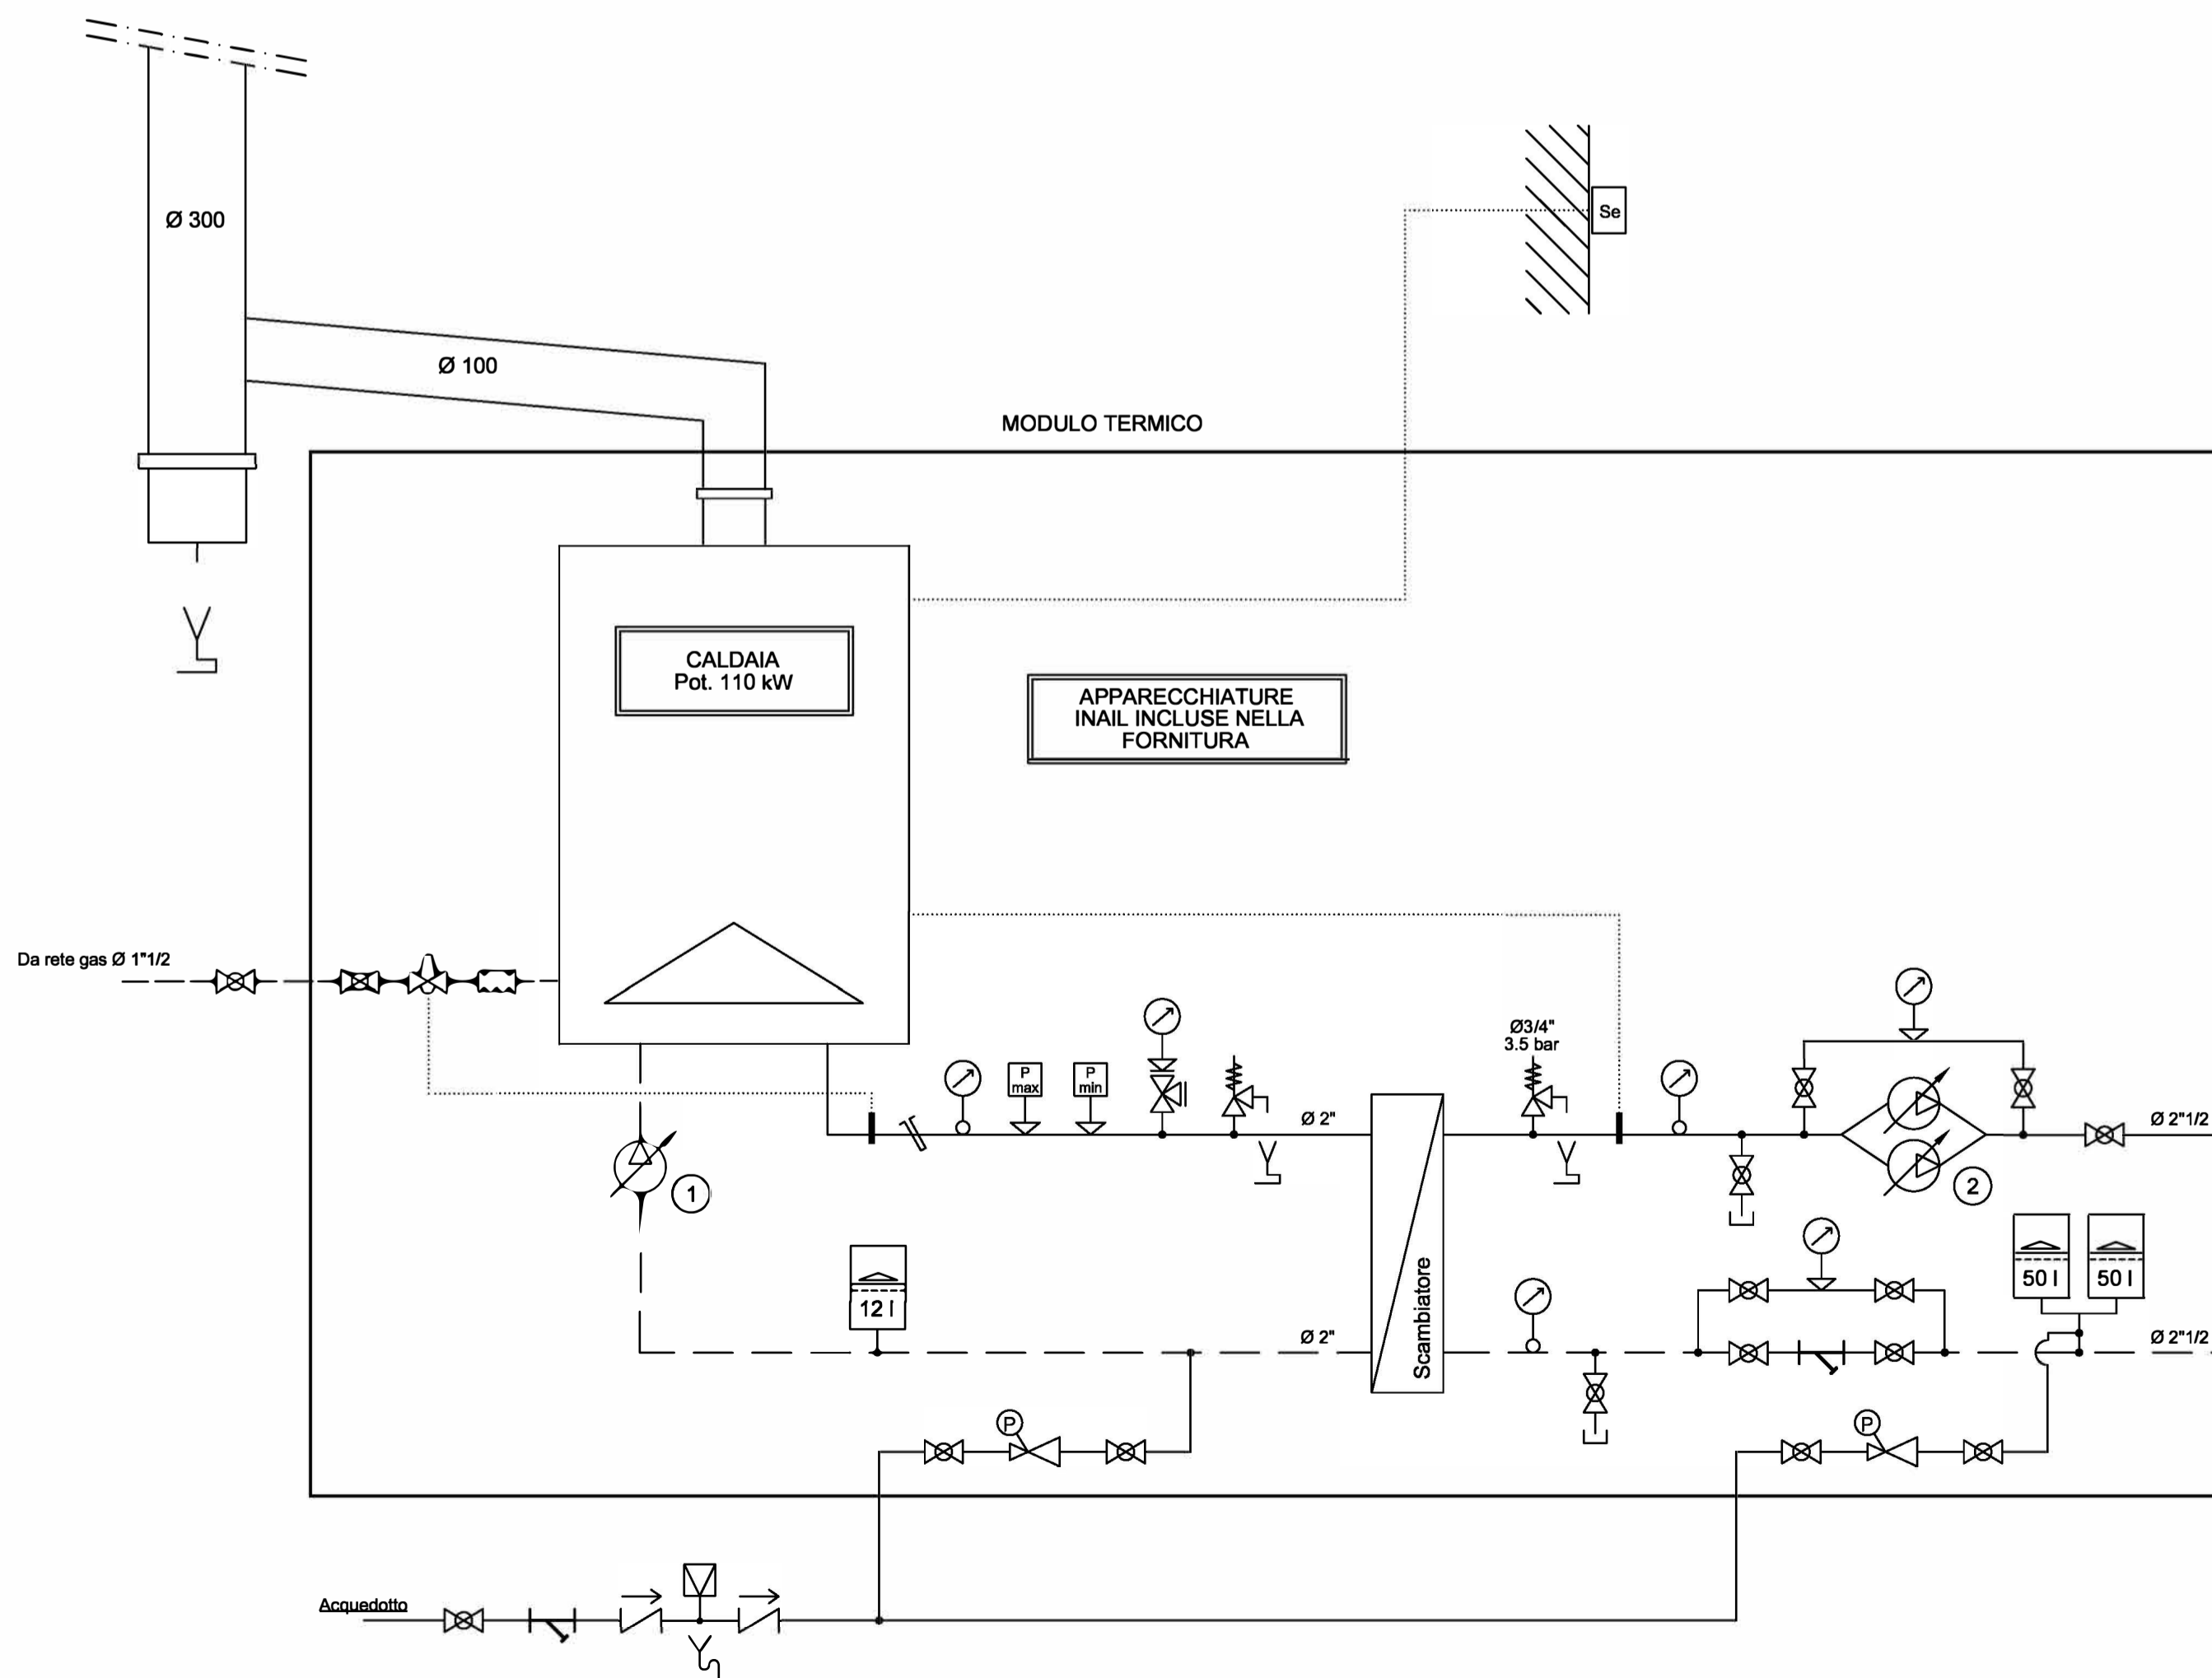 Ø 300
Se
Ø 100
MODULO TERMICO
CALDAIA
Pot. 110 kW
APPARECCHIATURE
INAIL INCLUSE NELLA
FORNITURA
Da rete gas Ø 1"1/2
Ø3/4"
3.5 bar
P
max
P
min
Ø 2"
Ø 2"1/2
1
2
Scambiatore
12 l
50 l
50 l
Ø 2"
Ø 2"1/2
P
P
Acquedotto